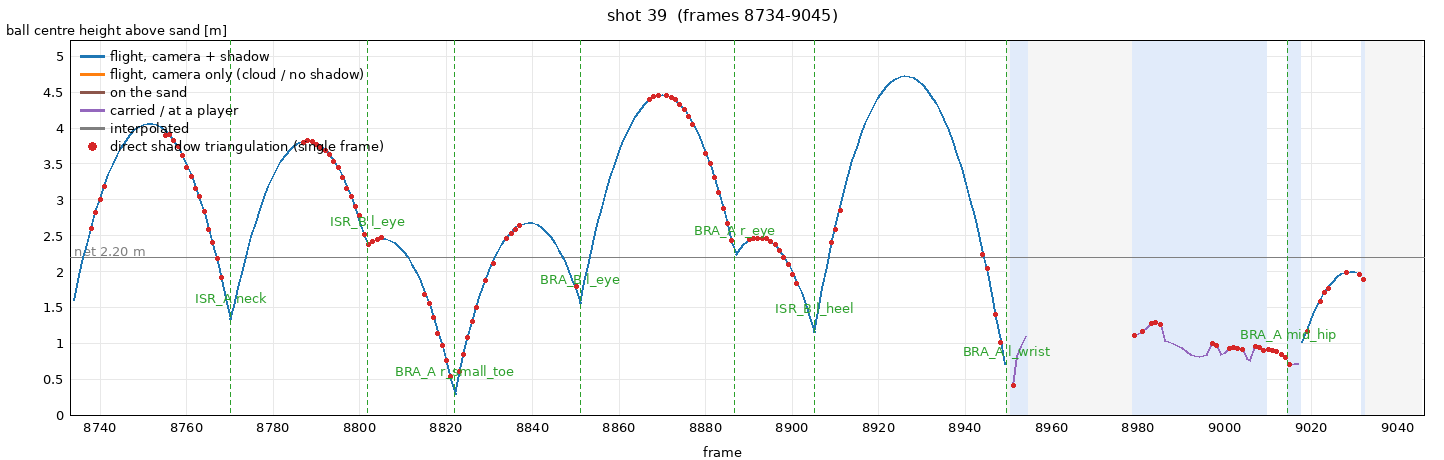 shot 39 (frames 8734-9045)
ball centre height above sand [m]
flight, camera + shadow
flight, camera only (cloud / no shadow)
on the sand
carried / at a player
interpolated
direct shadow triangulation (single frame)
5
4.5
4
3.5
3
2.5
2
1.5
1
0.5
0
net 2.20 m
ISR_A neck
ISR_B l_eye
BRA_A r_small_toe
BRA_B l_eye
BRA_A r_eye
ISR_B l_heel
BRA_A l_wrist
BRA_A mid_hip
8740 8760 8780 8800 8820 8840 8860 8880 8900 8920 8940 8960 8980 9000 9020 9040
frame